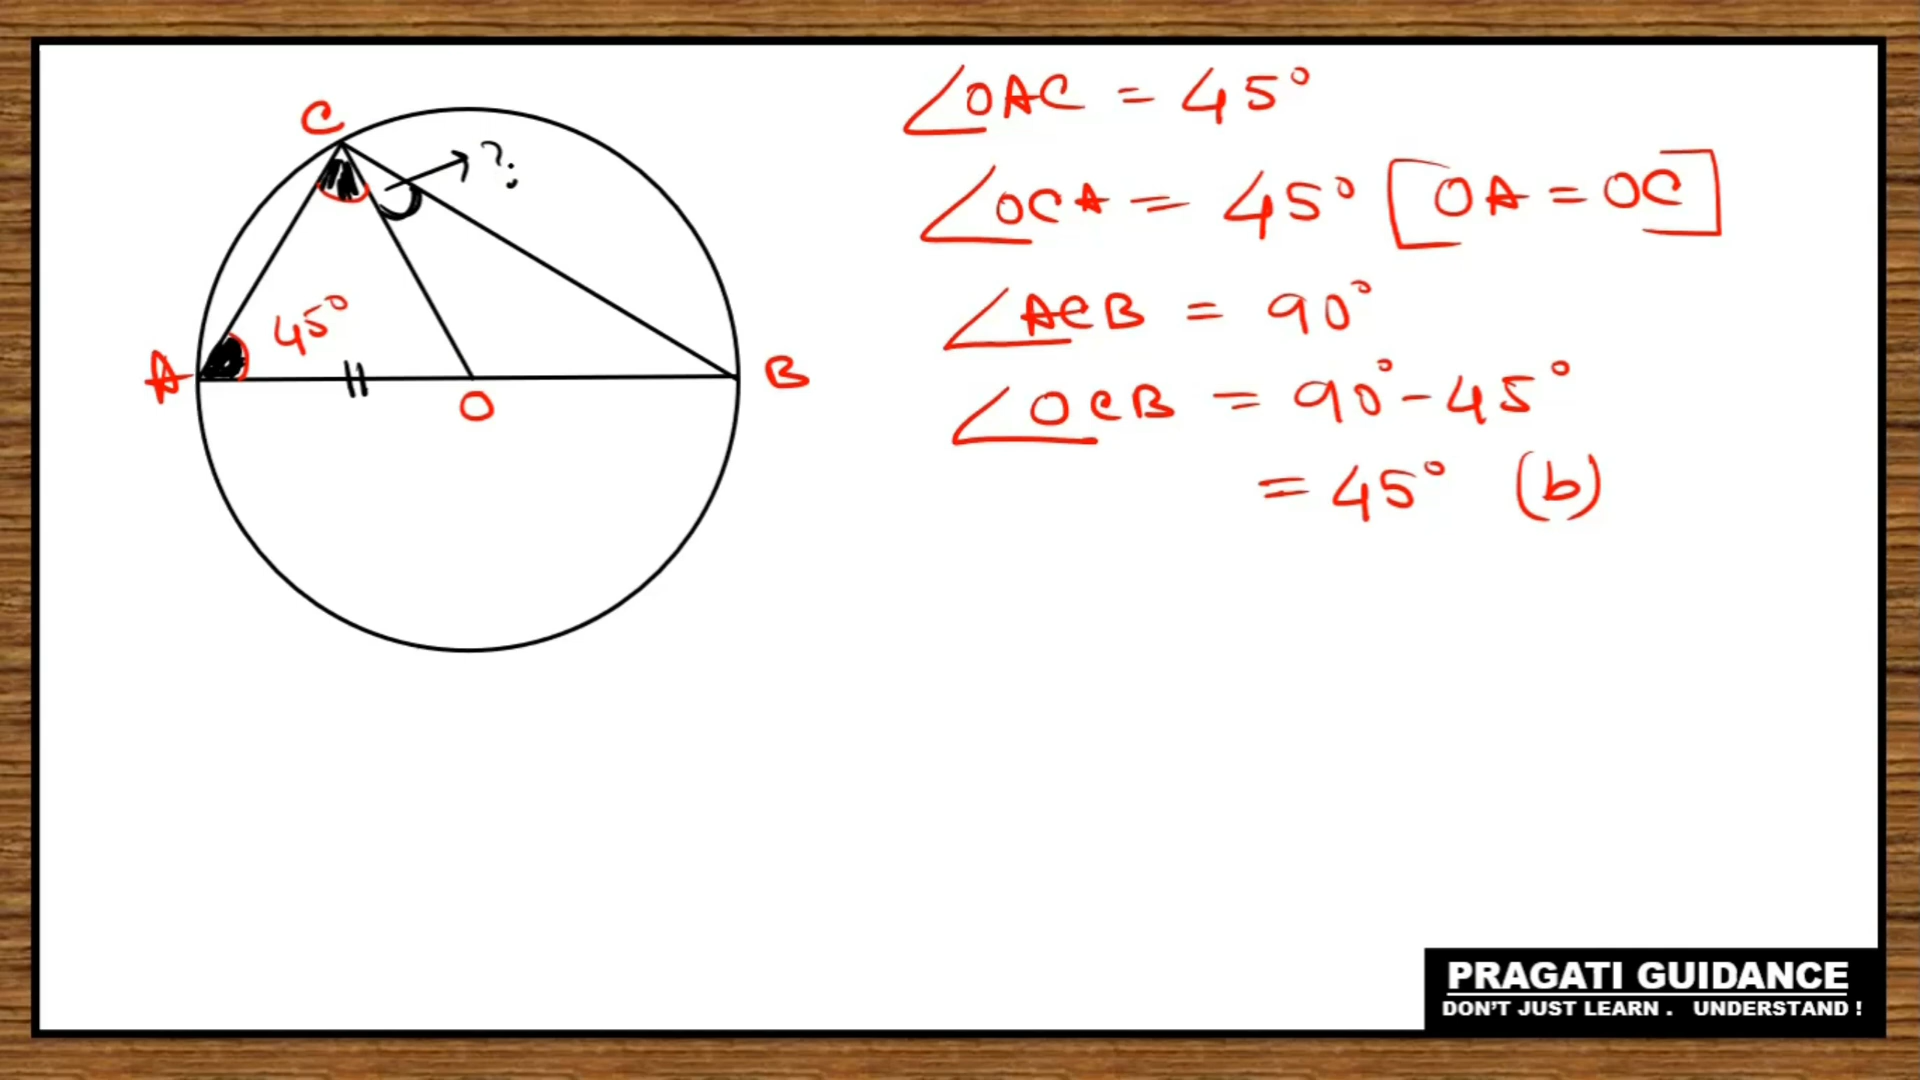 C
?
45°
A
B
O
∠OAC = 45°
∠OCA = 45° [OA = OC]
∠ACB = 90°
∠OCB = 90° - 45°
= 45° (b)
PRAGATI GUIDANCE
DON'T JUST LEARN . UNDERSTAND !